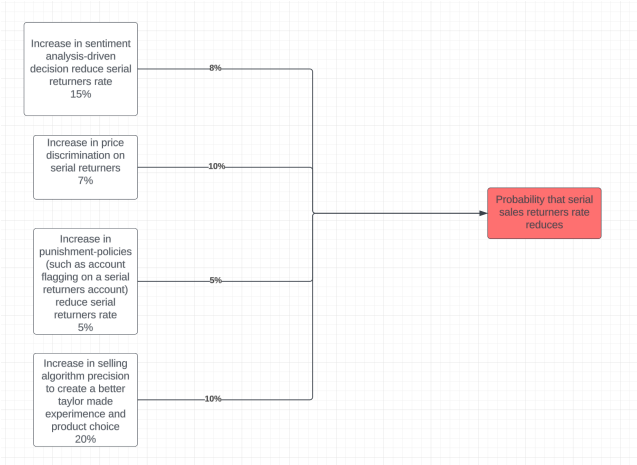 Increase in sentiment
analysis-driven
decision reduce serial
returners rate
15%
8%
Increase in price
discrimination on
serial returners
7%
10%
Probability that serial
sales returners rate
reduces
Increase in
punishment-policies
(such as account
flagging on a serial
returners account)
reduce serial
returners rate
5%
5%
Increase in selling
algorithm precision
to create a better
taylor made
experimence and
product choice
20%
10%